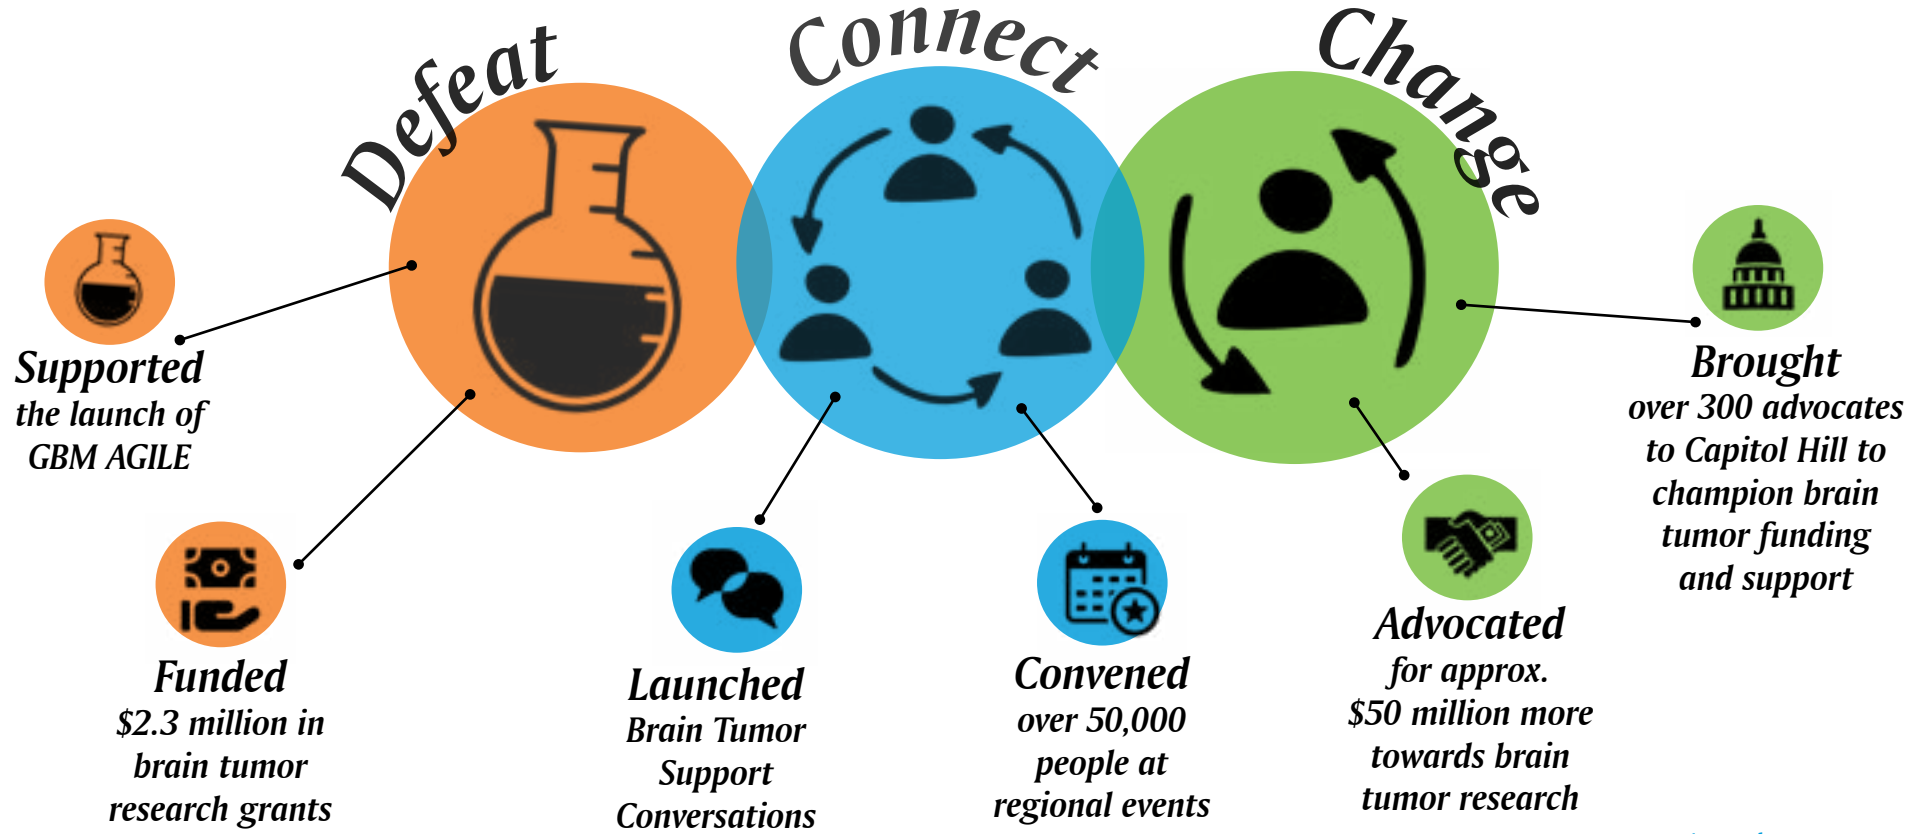 Defeat
Connect
Change
Supported
the launch of
GBM AGILE
Funded
$2.3 million in
brain tumor
research grants
Launched
Brain Tumor
Support
Conversations
Convened
over 50,000
people at
regional events
Advocated
for approx.
$50 million more
towards brain
tumor research
Brought
over 300 advocates
to Capitol Hill to
champion brain
tumor funding
and support